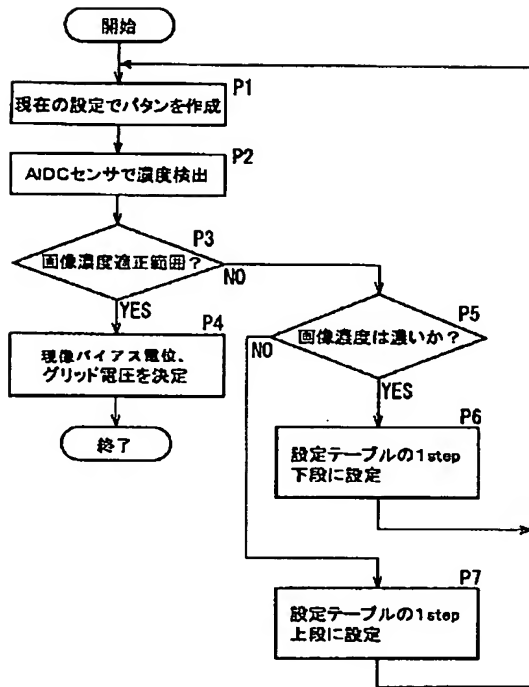 開始
P1
現在の設定でパタンを作成
P2
AIDCセンサで濃度検出
P3
画像濃度適正範囲？
NO
YES
P4
現像バイアス電位、
グリッド電圧を決定
終了
P5
画像濃度は濃いか？
NO
YES
P6
設定テーブルの1step
下段に設定
P7
設定テーブルの1step
上段に設定